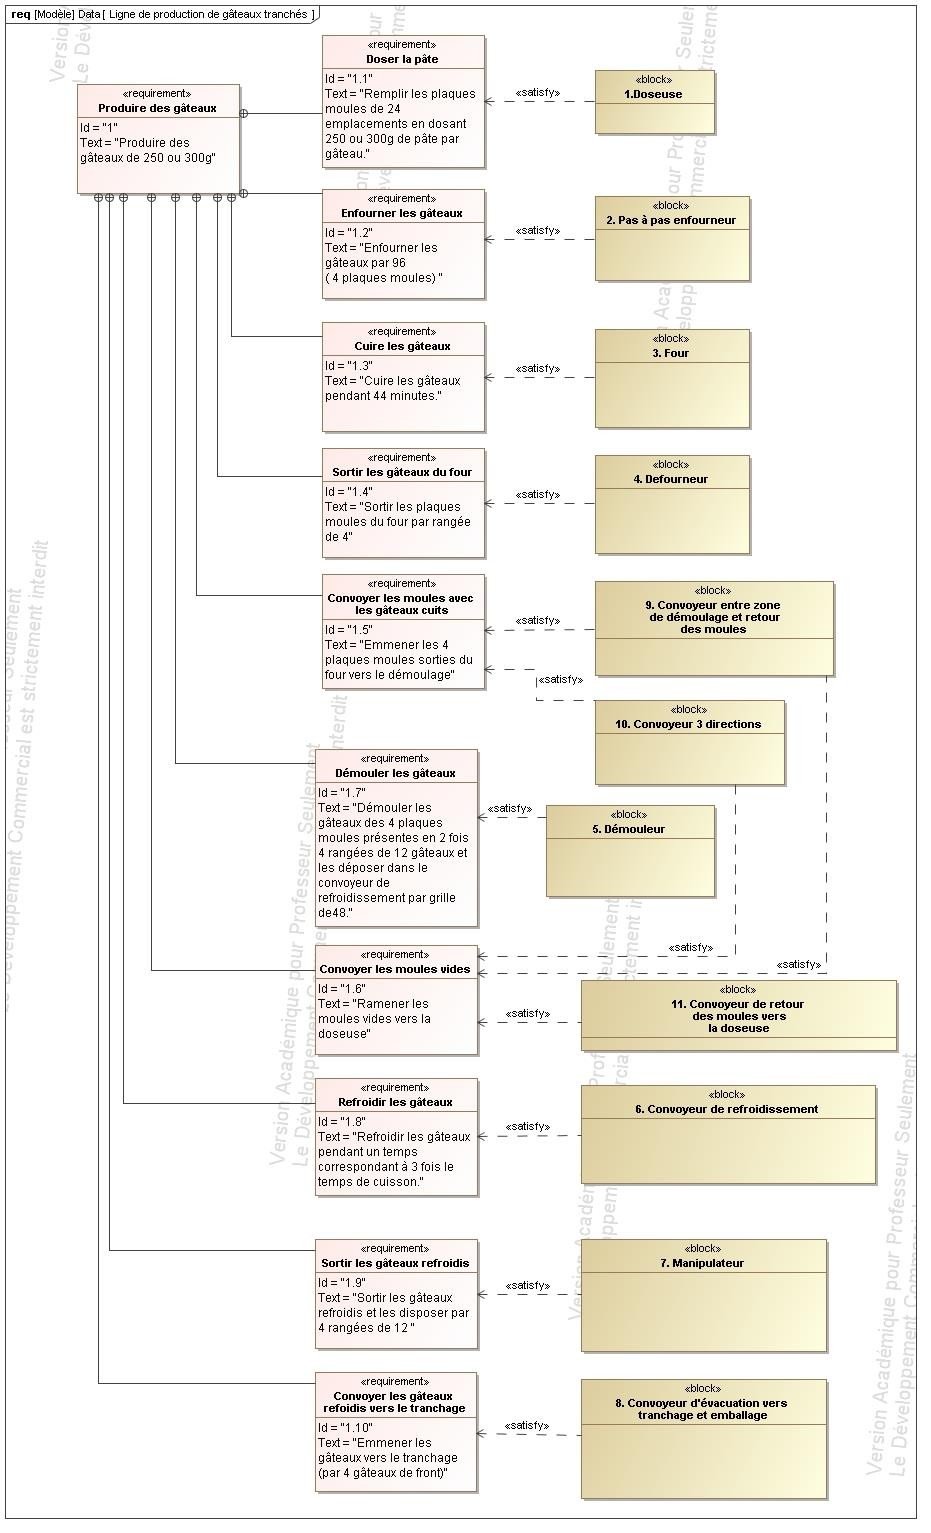 req [Modèle] Data [ Ligne de production de gâteaux tranchés ]
«requirement»
Produire des gâteaux
Id = "1"
Text = "Produire des
gâteaux de 250 ou 300g"
«requirement»
Doser la pâte
Id = "1.1"
Text = "Remplir les plaques
moules de 24
emplacements en dosant
250 ou 300g de pâte par
gâteau."
«satisfy»
«block»
1.Doseuse
«requirement»
Enfourner les gâteaux
Id = "1.2"
Text = "Enfourner les
gâteaux par 96
( 4 plaques moules) "
«satisfy»
«block»
2. Pas à pas enfourneur
«requirement»
Cuire les gâteaux
Id = "1.3"
Text = "Cuire les gâteaux
pendant 44 minutes."
«satisfy»
«block»
3. Four
«requirement»
Sortir les gâteaux du four
Id = "1.4"
Text = "Sortir les plaques
moules du four par rangée
de 4"
«satisfy»
«block»
4. Defourneur
«requirement»
Convoyer les moules avec
les gâteaux cuits
Id = "1.5"
Text = "Emmener les 4
plaques moules sorties du
four vers le démoulage"
«satisfy»
«block»
9. Convoyeur entre zone
de démoulage et retour
des moules
«satisfy»
«block»
10. Convoyeur 3 directions
«requirement»
Démouler les gâteaux
Id = "1.7"
Text = "Démouler les
gâteaux des 4 plaques
moules présentes en 2 fois
4 rangées de 12 gâteaux et
les déposer dans le
convoyeur de
refroidissement par grille
de48."
«satisfy»
«block»
5. Démouleur
«requirement»
Convoyer les moules vides
Id = "1.6"
Text = "Ramener les
moules vides vers la
doseuse"
«satisfy»
«satisfy»
«satisfy»
«block»
11. Convoyeur de retour
des moules vers
la doseuse
«requirement»
Refroidir les gâteaux
Id = "1.8"
Text = "Refroidir les gâteaux
pendant un temps
correspondant à 3 fois le
temps de cuisson."
«satisfy»
«block»
6. Convoyeur de refroidissement
«requirement»
Sortir les gâteaux refroidis
Id = "1.9"
Text = "Sortir les gâteaux
refroidis et les disposer par
4 rangées de 12 "
«satisfy»
«block»
7. Manipulateur
«requirement»
Convoyer les gâteaux
refoidis vers le tranchage
Id = "1.10"
Text = "Emmener les
gâteaux vers le tranchage
(par 4 gâteaux de front)"
«satisfy»
«block»
8. Convoyeur d'évacuation vers
tranchage et emballage
Version Académique pour Professeur Seulement
Le Développement Commercial est strictement interdit